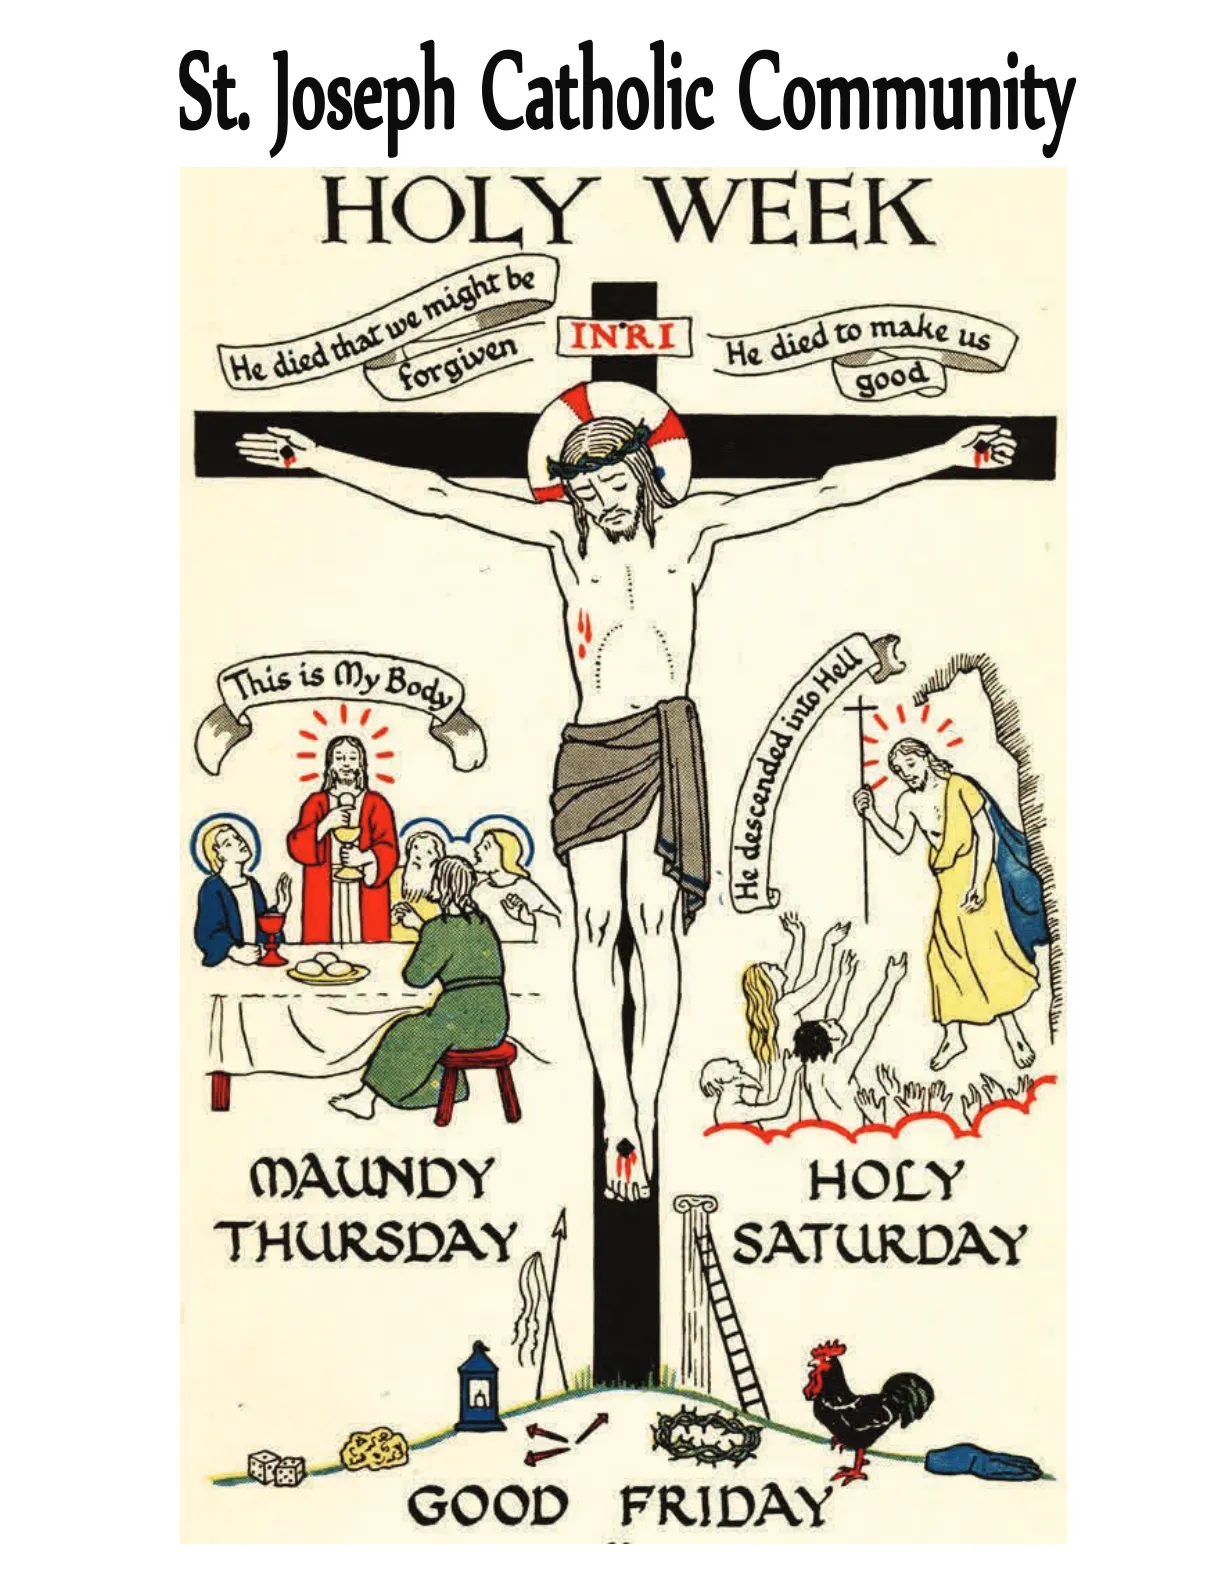 St. Joseph Catholic Community
HOLY WEEK
He died that we might be
forgiven
INRI
He died to make us
good
This is My Body
He descended into Hell
MAUNDY
THURSDAY
HOLY
SATURDAY
GOOD FRIDAY